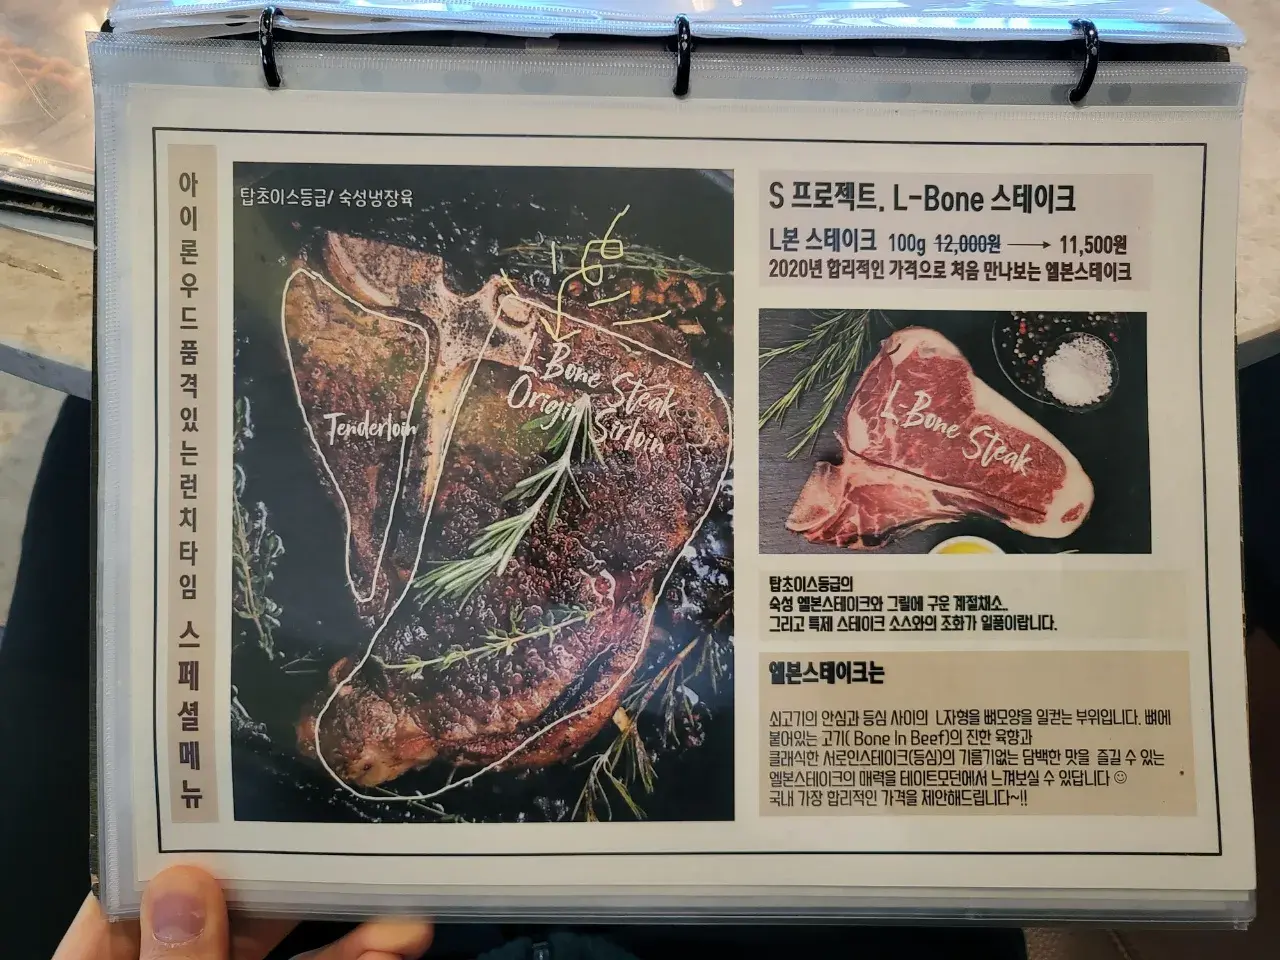 아이론우드품격있는런치타임 스페셜메뉴
탑초이스등급/ 숙성냉장육
Tenderloin
L-Bone Steak
Origin Sirloin
S 프로젝트. L-Bone 스테이크
L본 스테이크 100g 12,000원 → 11,500원
2020년 합리적인 가격으로 처음 만나보는 엘본스테이크
L-Bone Steak
탑초이스등급의
숙성 엘본스테이크와 그릴에 구운 계절채소..
그리고 특제 스테이크 소스와의 조화가 일품이랍니다.
엘본스테이크는
쇠고기의 안심과 등심 사이의 L자형을 뼈모양을 일컫는 부위입니다. 뼈에
붙어있는 고기( Bone In Beef)의 진한 육향과
클래식한 서로인스테이크(등심)의 기름기없는 담백한 맛을 즐길 수 있는
엘본스테이크의 매력을 테이트모던에서 느껴보실 수 있답니다 ☺
국내 가장 합리적인 가격을 제안해드립니다~!!